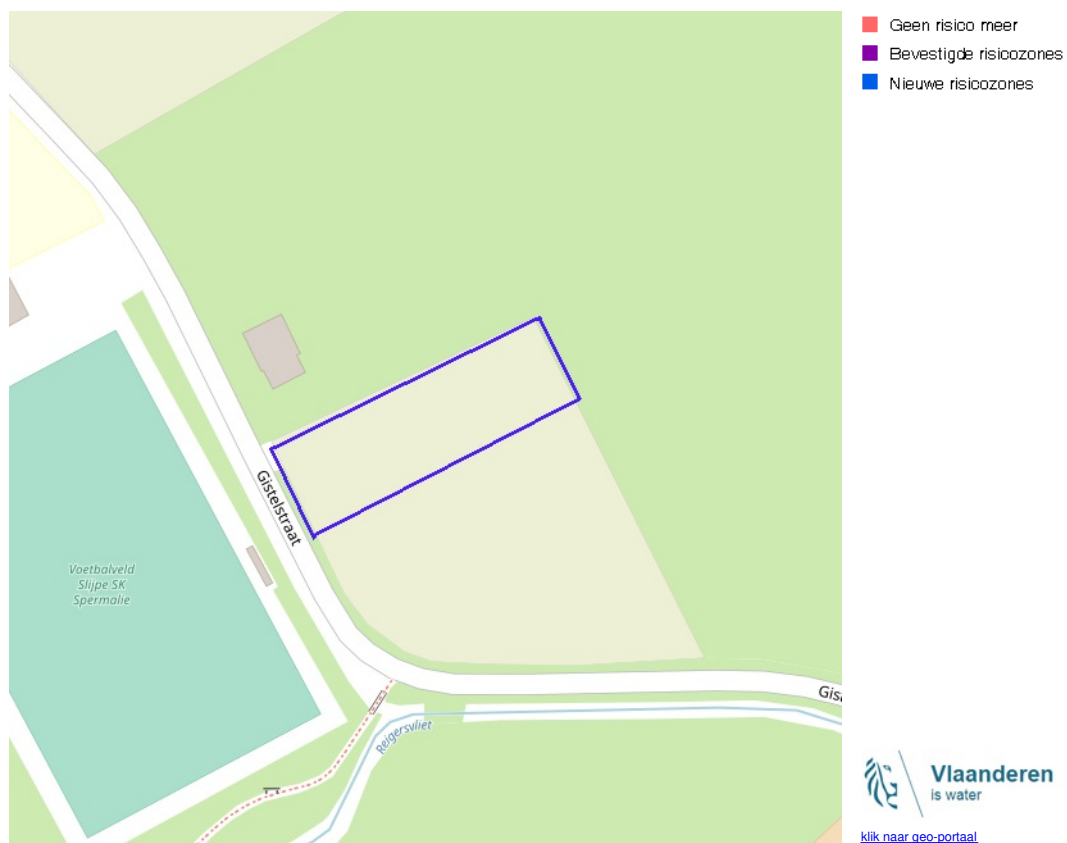 Geen risico meer
Bevestigde risicozones
Nieuwe risicozones
Gistelstraat
Voetbalveld
Slijpe SK
Spermalie
Gis
Reigersvliet
Vlaanderen
is water
klik naar geo-portaal